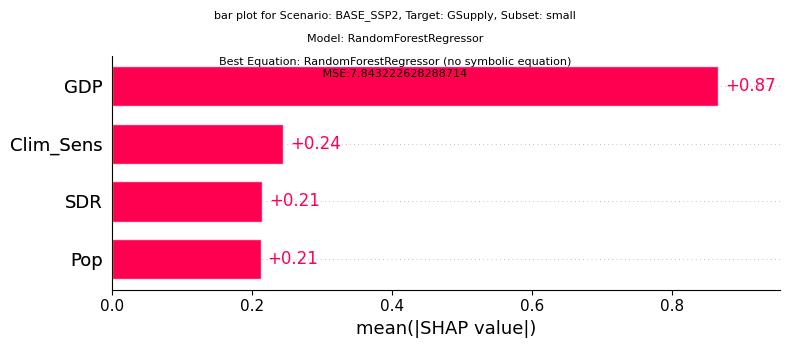 bar plot for Scenario: BASE_SSP2, Target: GSupply, Subset: small
Model: RandomForestRegressor
Best Equation: RandomForestRegressor (no symbolic equation)
MSE:7.843222628288714
GDP +0.87
Clim_Sens +0.24
SDR +0.21
Pop +0.21
0.0 0.2 0.4 0.6 0.8
mean(|SHAP value|)